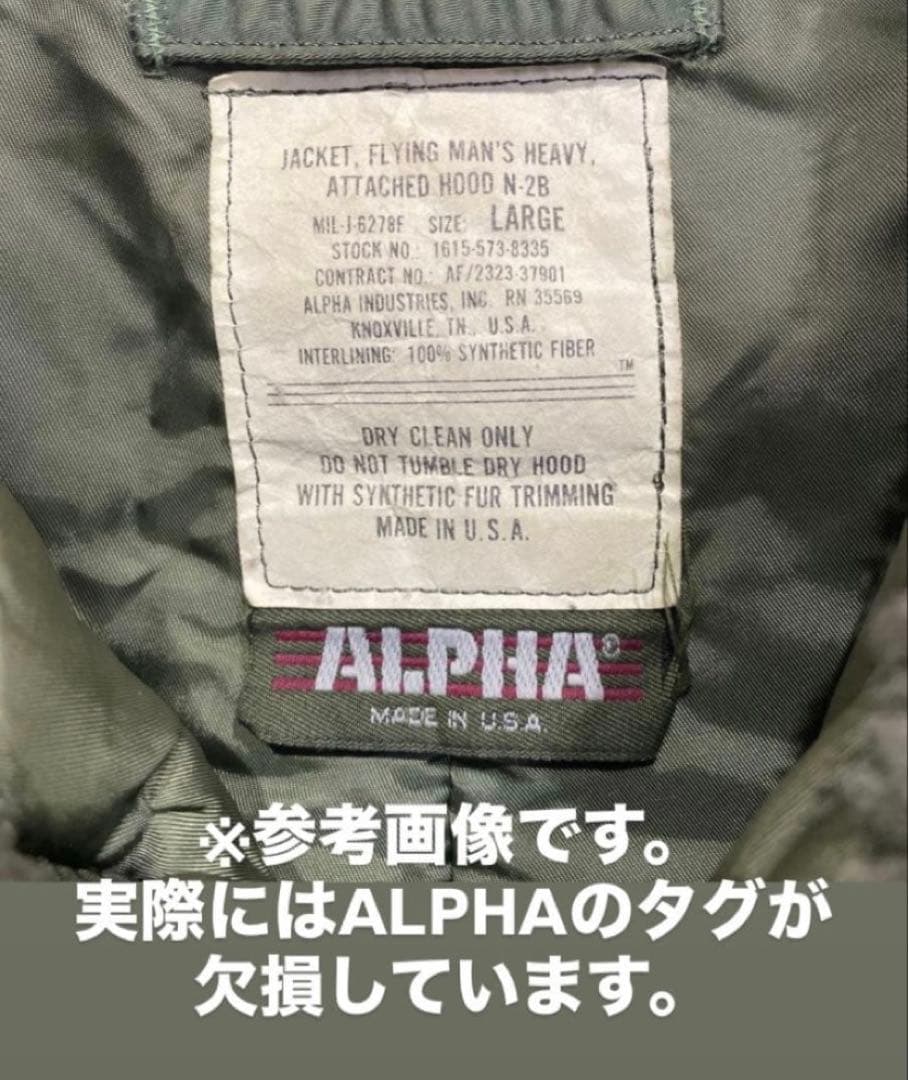 JACKET, FLYING MAN'S HEAVY,
ATTACHED HOOD N-2B
MIL-J-6278F SIZE: LARGE
STOCK NO.: 1615-573-8335
CONTRACT NO.: AF/2323-37901
ALPHA INDUSTRIES, INC. RN 35569
KNOXVILLE, TN., U.S.A.
INTERLINING: 100% SYNTHETIC FIBER
TM
DRY CLEAN ONLY
DO NOT TUMBLE DRY HOOD
WITH SYNTHETIC FUR TRIMMING
MADE IN U.S.A.
ALPHA®
MADE IN U.S.A.
※参考画像です。
実際にはALPHAのタグが
欠損しています。